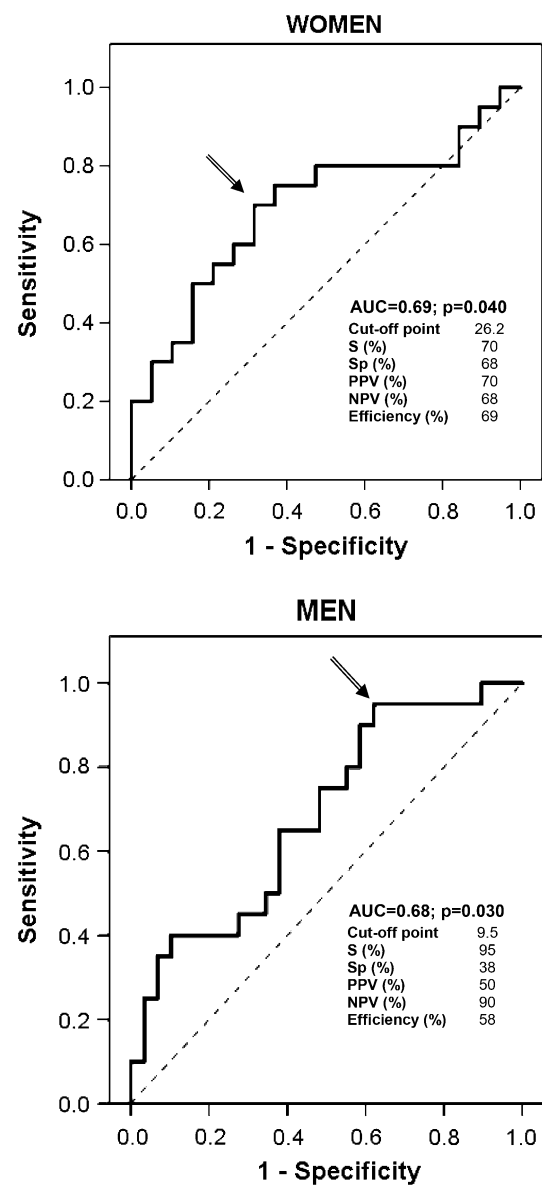 WOMEN
1.0
0.8
0.6
0.4
0.2
0.0
Sensitivity
AUC=0.69; p=0.040
Cut-off point 26.2
S (%) 70
Sp (%) 68
PPV (%) 70
NPV (%) 68
Efficiency (%) 69
0.0 0.2 0.4 0.6 0.8 1.0
1 - Specificity
MEN
1.0
0.8
0.6
0.4
0.2
0.0
Sensitivity
AUC=0.68; p=0.030
Cut-off point 9.5
S (%) 95
Sp (%) 38
PPV (%) 50
NPV (%) 90
Efficiency (%) 58
0.0 0.2 0.4 0.6 0.8 1.0
1 - Specificity